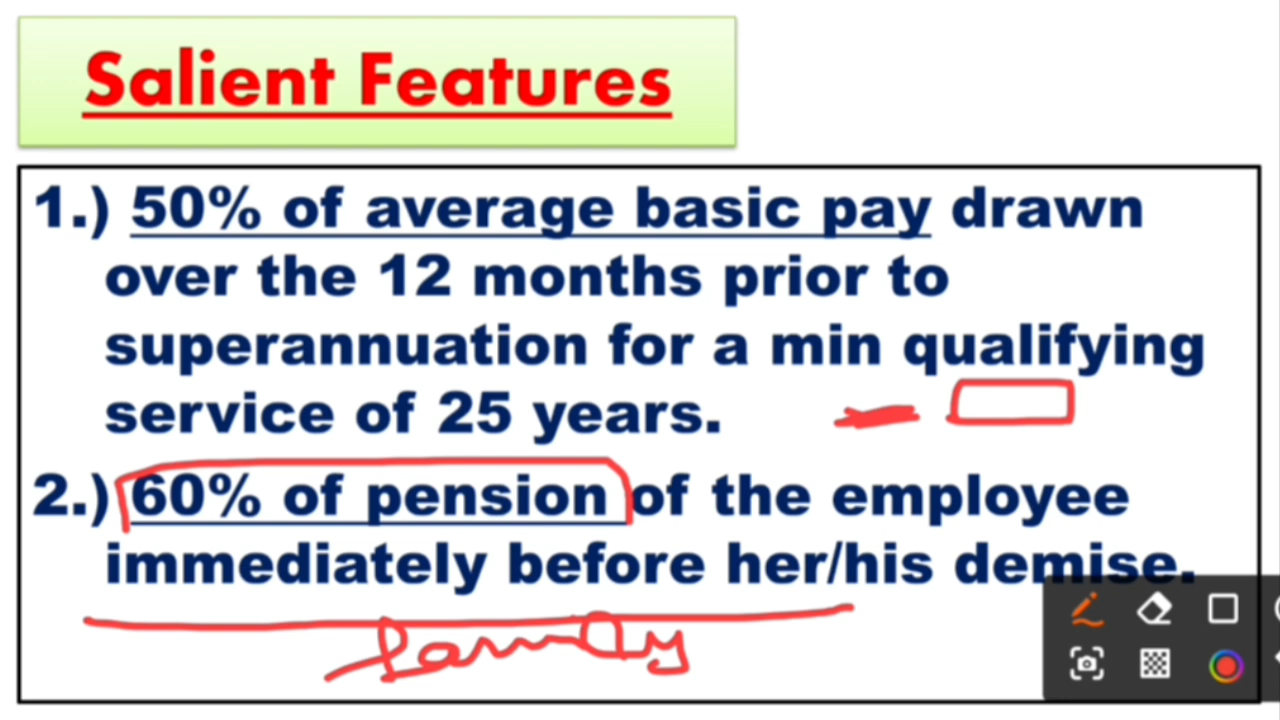 Salient Features
1.) 50% of average basic pay drawn
over the 12 months prior to
superannuation for a min qualifying
service of 25 years.
2.) 60% of pension of the employee
immediately before her/his demise.
Family